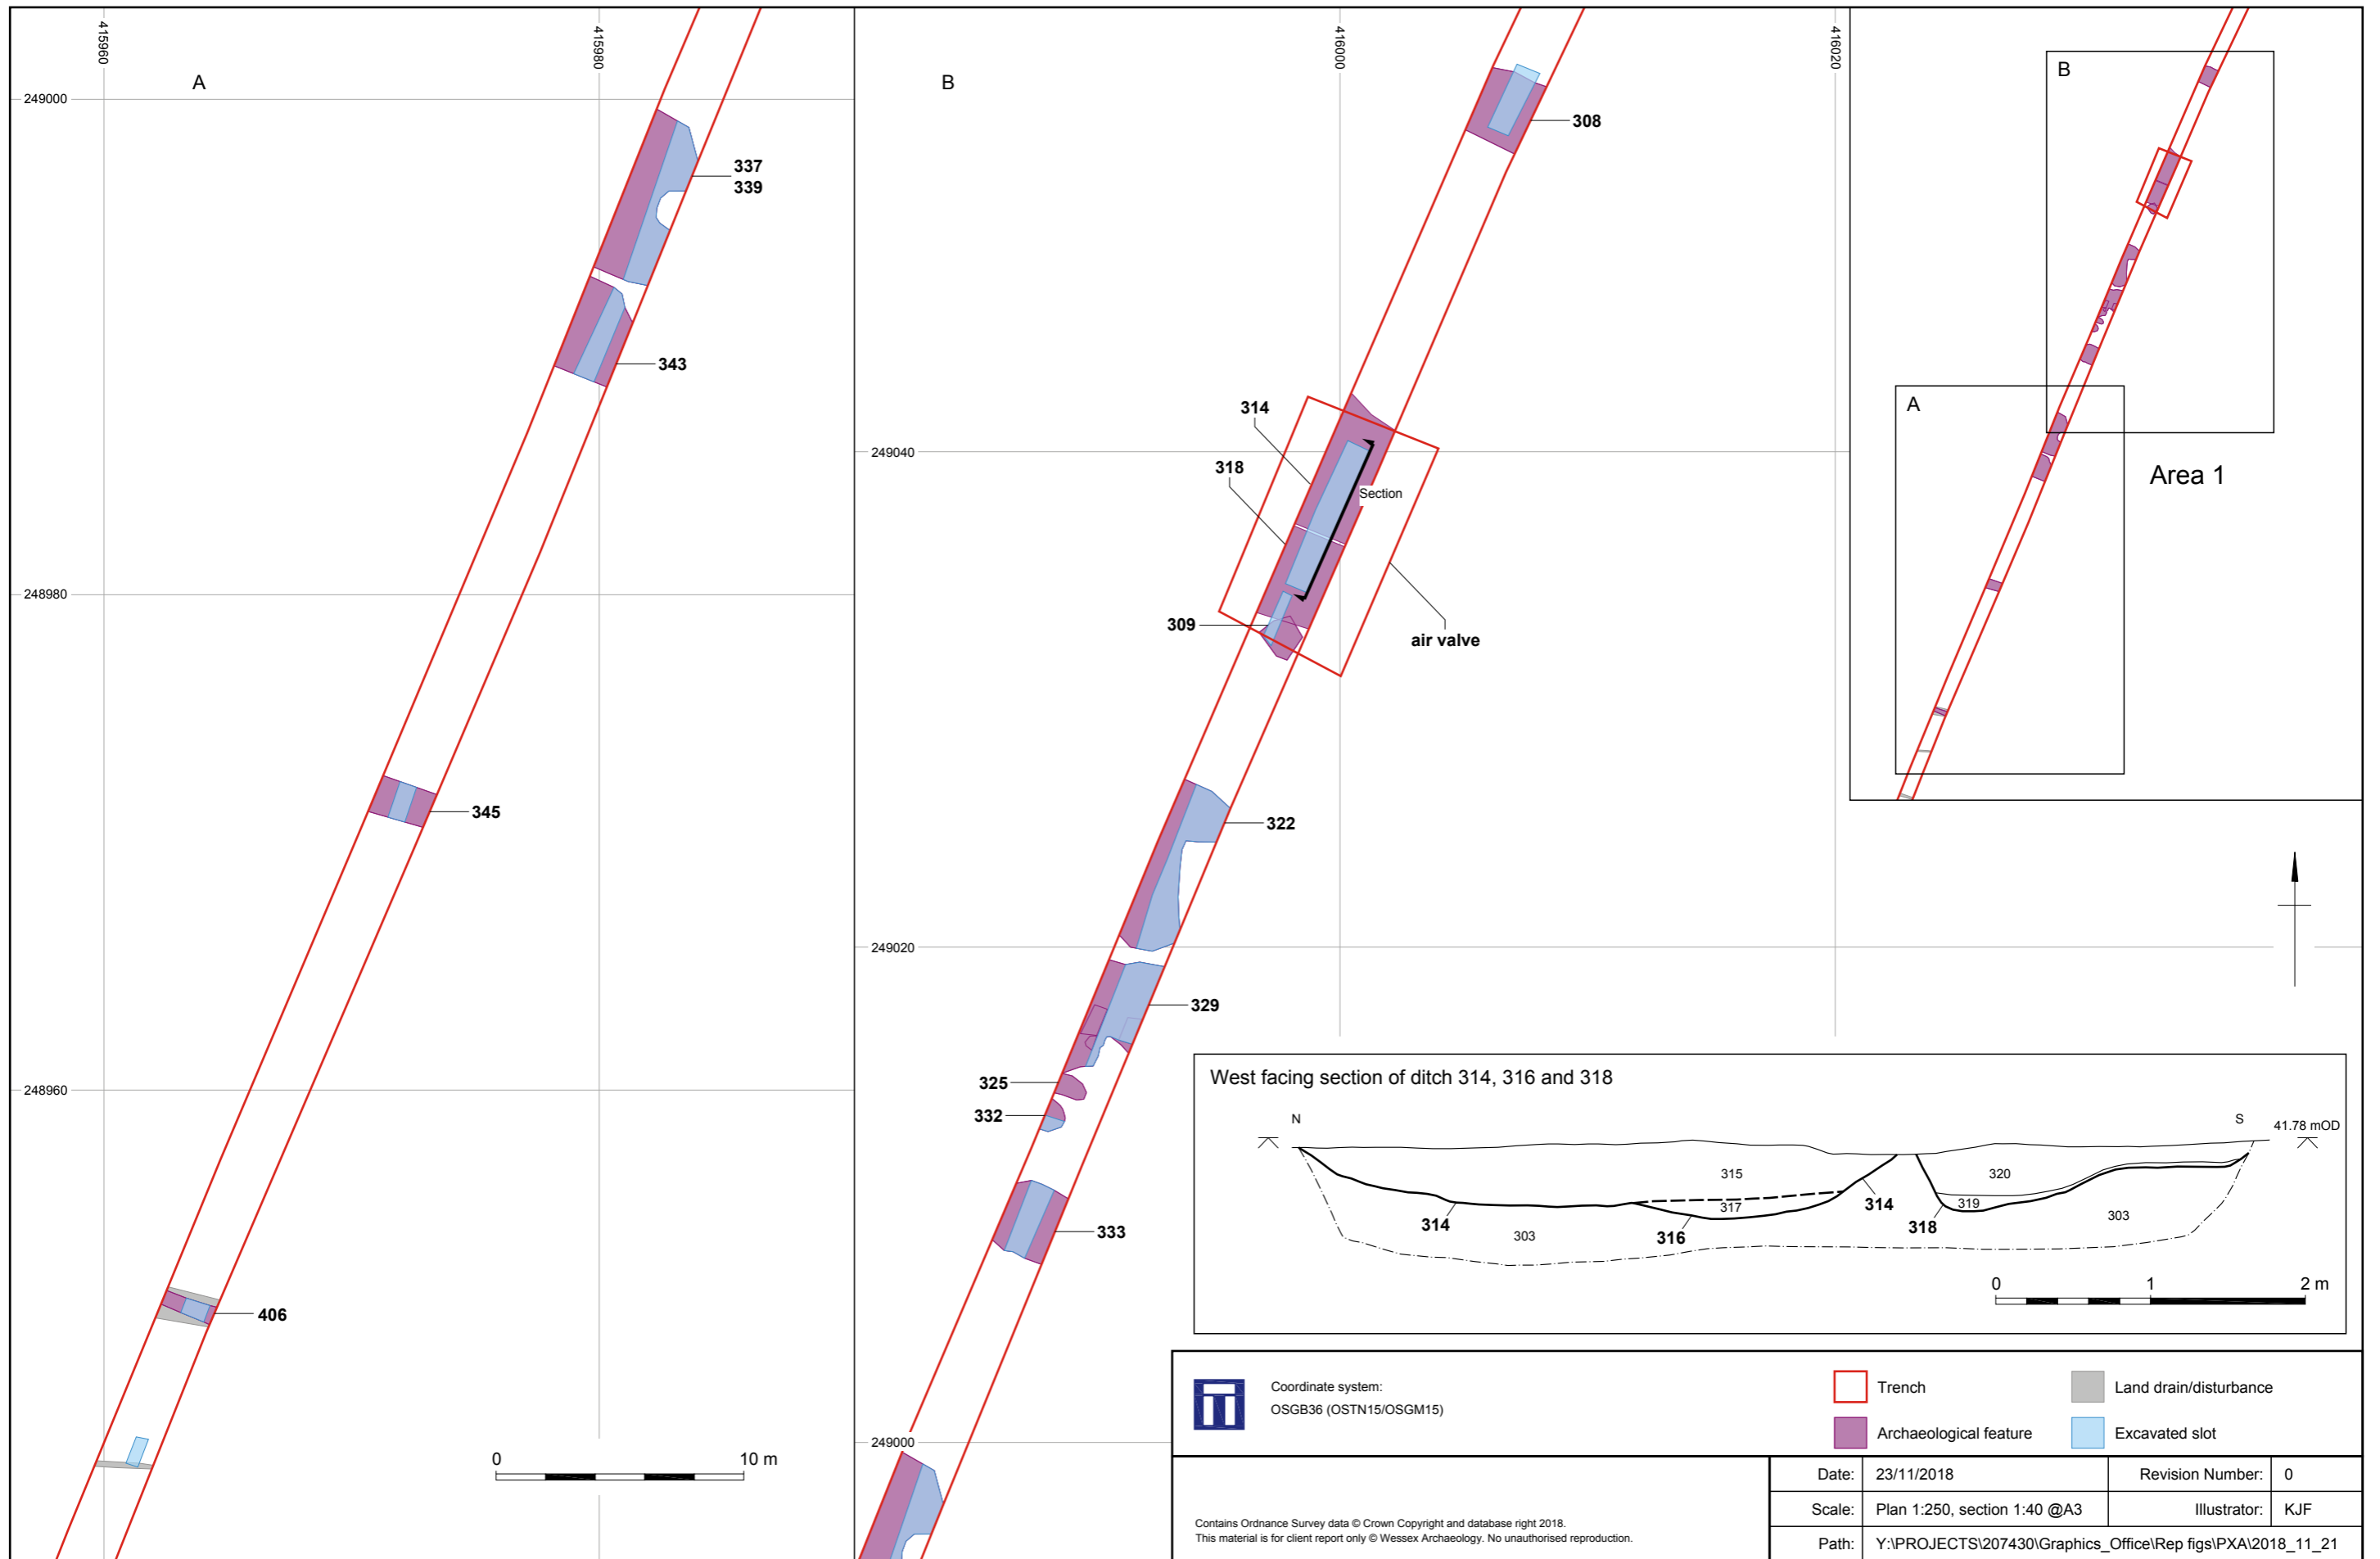 415960
415980
A
249000
337
339
343
248980
345
248960
406
0 10 m
416000
416020
B
308
314
249040
318
Section
309
air valve
322
249020
329
325
332
333
249000
B
A
Area 1
West facing section of ditch 314, 316 and 318
N
S
41.78 mOD
315
320
317
319
314
314
318
303
316
303
0 1 2 m
Coordinate system:
OSGB36 (OSTN15/OSGM15)
Trench
Land drain/disturbance
Archaeological feature
Excavated slot
Contains Ordnance Survey data © Crown Copyright and database right 2018.
This material is for client report only © Wessex Archaeology. No unauthorised reproduction.
Date: 23/11/2018 Revision Number: 0
Scale: Plan 1:250, section 1:40 @A3 Illustrator: KJF
Path: Y:\PROJECTS\207430\Graphics_Office\Rep figs\PXA\2018_11_21